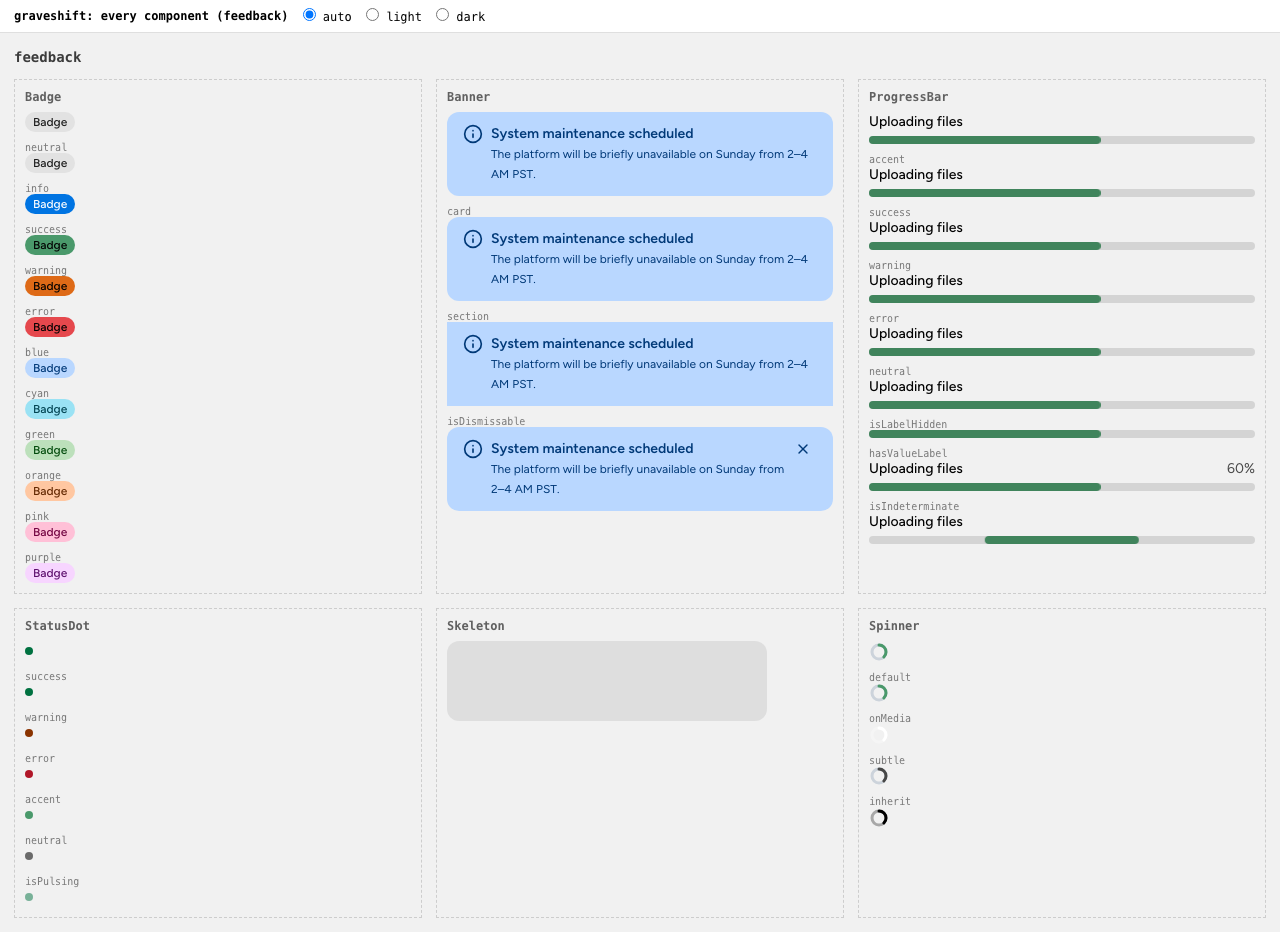 graveshift: every component (feedback) auto light dark
feedback
Badge
Badge
neutral
Badge
info
Badge
success
Badge
warning
Badge
error
Badge
blue
Badge
cyan
Badge
green
Badge
orange
Badge
pink
Badge
purple
Badge
Banner
System maintenance scheduled
The platform will be briefly unavailable on Sunday from 2–4
AM PST.
card
System maintenance scheduled
The platform will be briefly unavailable on Sunday from 2–4
AM PST.
section
System maintenance scheduled
The platform will be briefly unavailable on Sunday from 2–4
AM PST.
isDismissable
System maintenance scheduled
The platform will be briefly unavailable on Sunday from
2–4 AM PST.
ProgressBar
Uploading files
accent
Uploading files
success
Uploading files
warning
Uploading files
error
Uploading files
neutral
Uploading files
isLabelHidden
hasValueLabel
Uploading files 60%
isIndeterminate
Uploading files
StatusDot
success
warning
error
accent
neutral
isPulsing
Skeleton
Spinner
default
onMedia
subtle
inherit